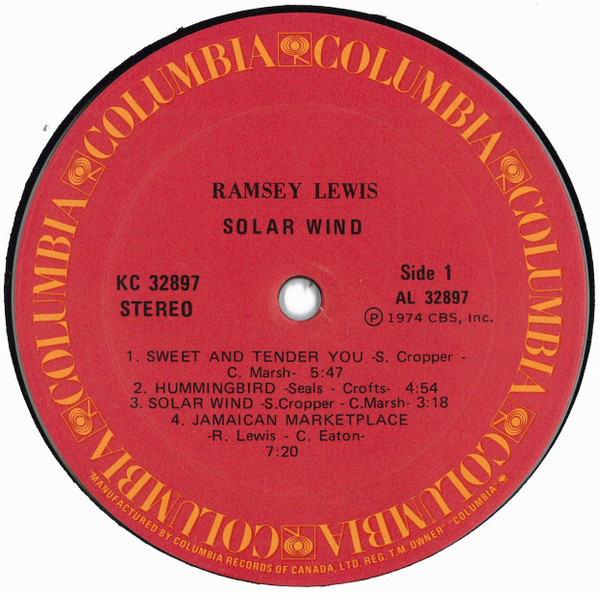 COLUMBIA COLUMBIA COLUMBIA COLUMBIA COLUMBIA COLUMBIA COLUMBIA
RAMSEY LEWIS
SOLAR WIND
KC 32897
STEREO
Side 1
AL 32897
Ⓟ 1974 CBS, Inc.
1. SWEET AND TENDER YOU -S. Cropper -
C. Marsh- 5:47
2. HUMMINGBIRD -Seals - Crofts- 4:54
3. SOLAR WIND -S.Cropper - C.Marsh- 3:18
4. JAMAICAN MARKETPLACE
-R. Lewis - C. Eaton-
7:20
"MANUFACTURED BY COLUMBIA RECORDS OF CANADA, LTD. REG. T.M. OWNER" "COLUMBIA"